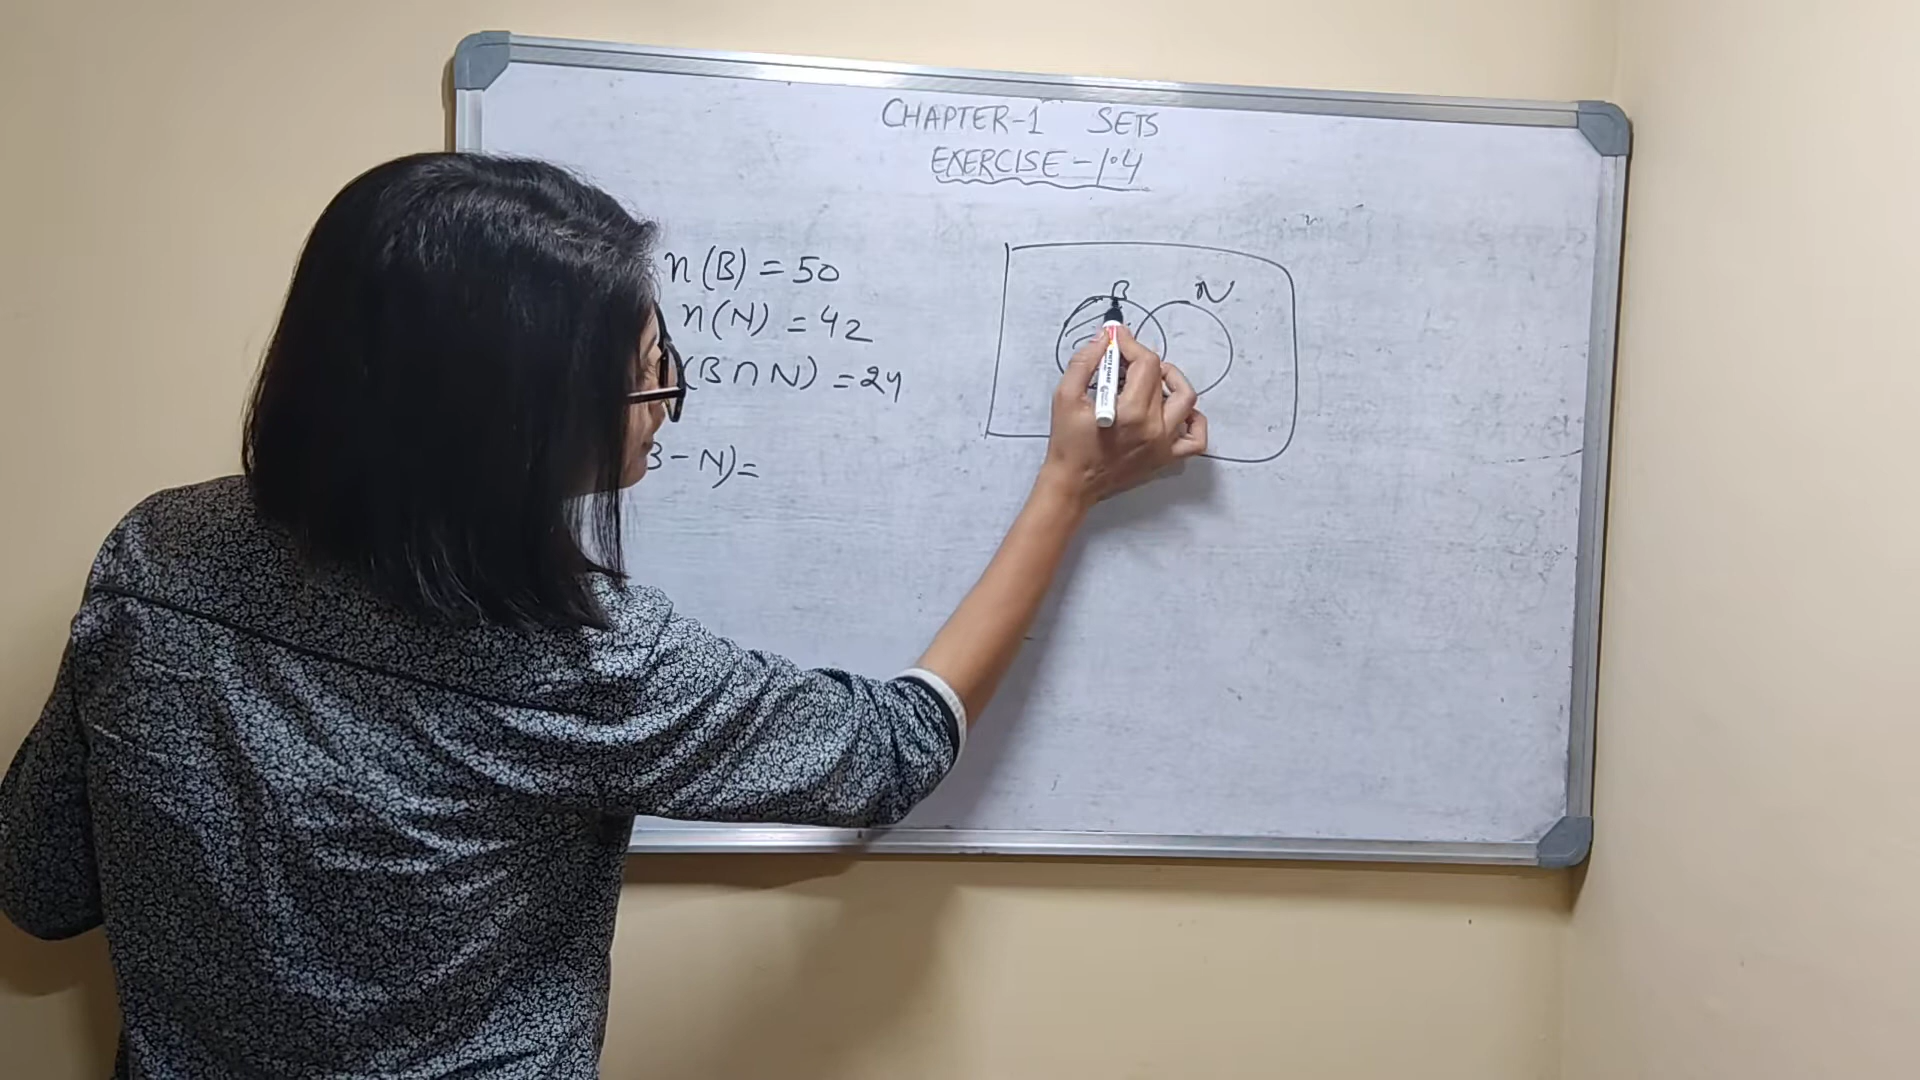 CHAPTER-1 SETS
EXERCISE - 1.4
n(B) = 50
n(N) = 42
(B∩N) = 24
B - N) =
B
N